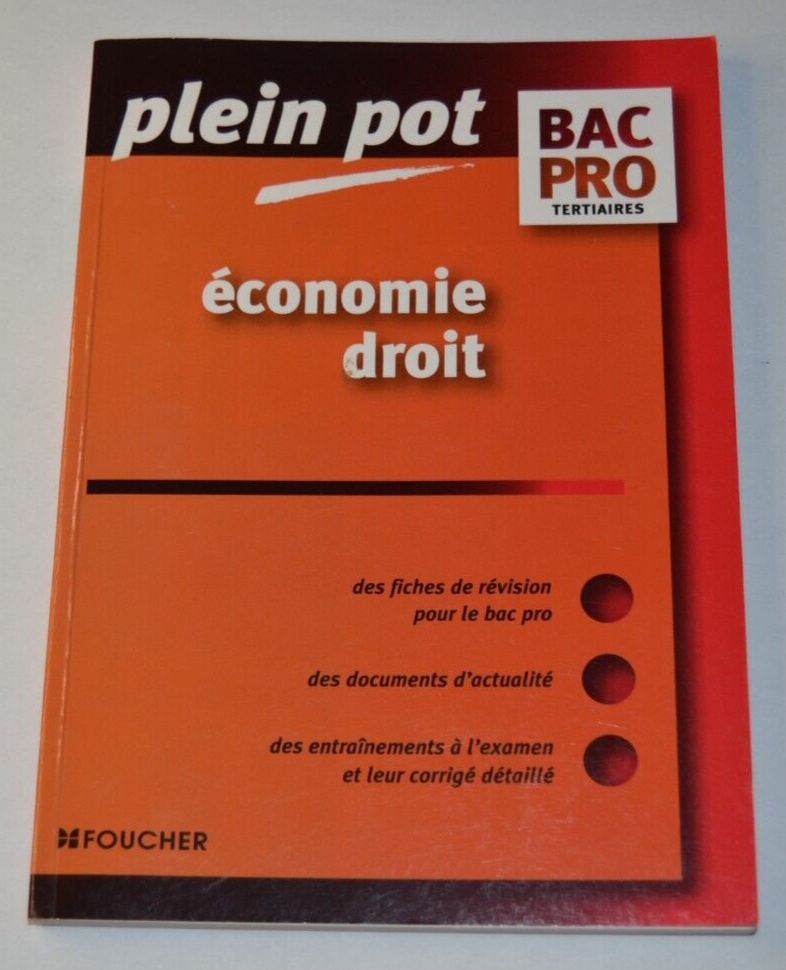 plein pot
BAC
PRO
TERTIAIRES
économie
droit
des fiches de révision
pour le bac pro
des documents d'actualité
des entraînements à l'examen
et leur corrigé détaillé
FOUCHER